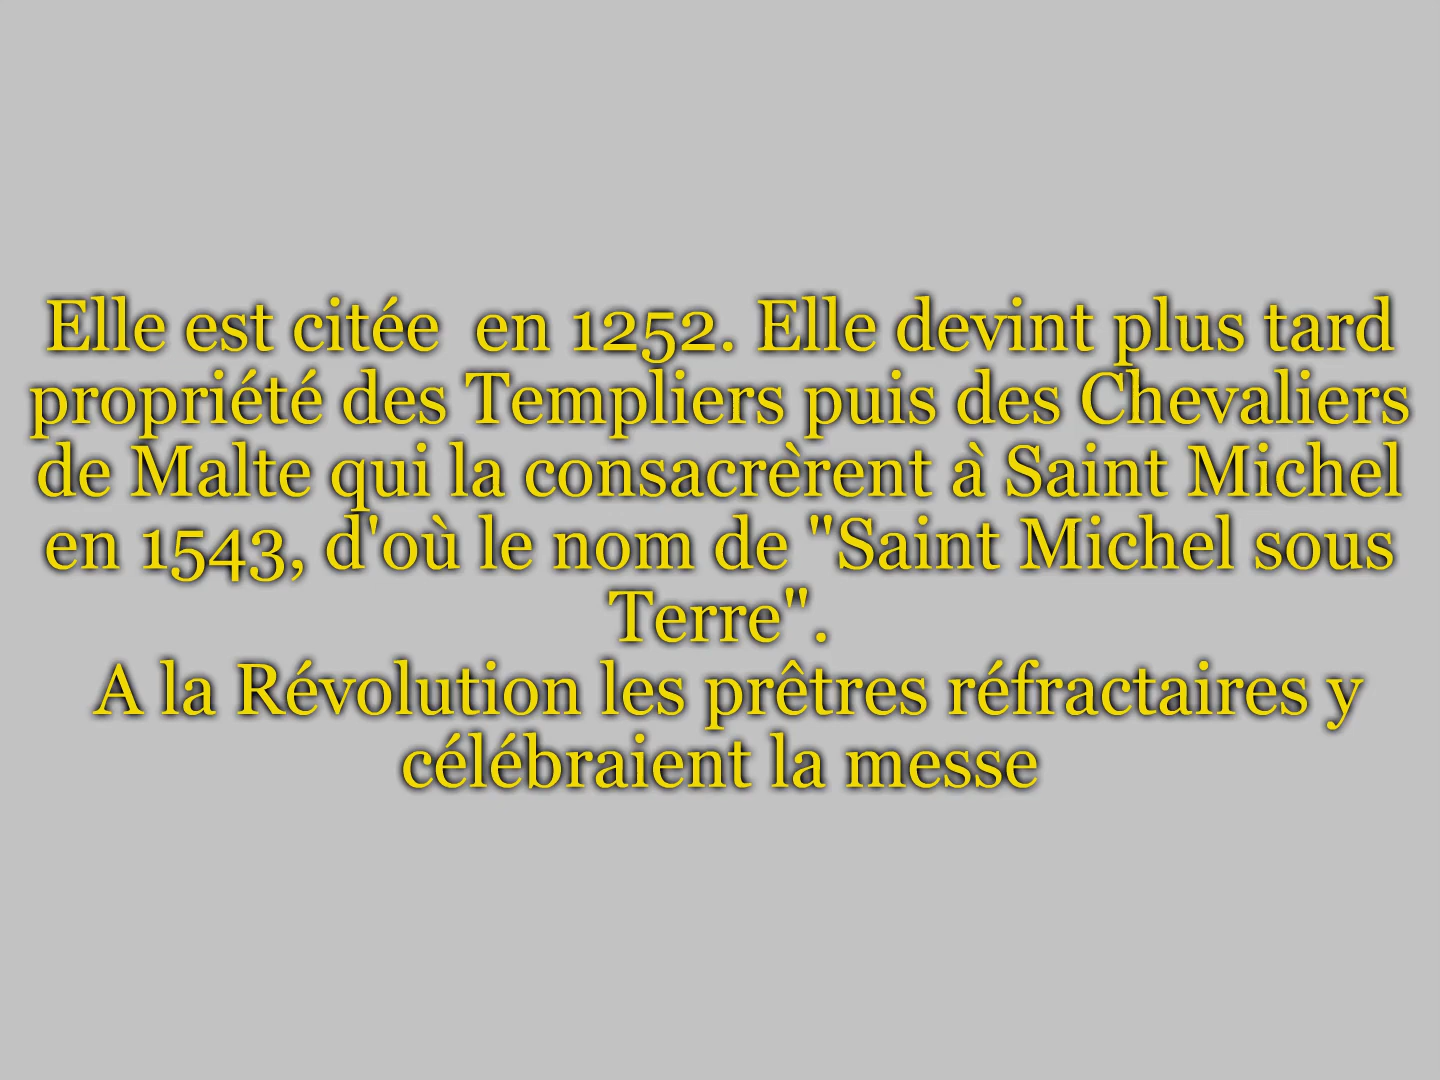 Elle est citée  en 1252. Elle devint plus tard
propriété des Templiers puis des Chevaliers
de Malte qui la consacrèrent à Saint Michel
en 1543, d'où le nom de "Saint Michel sous
Terre".
A la Révolution les prêtres réfractaires y
célébraient la messe